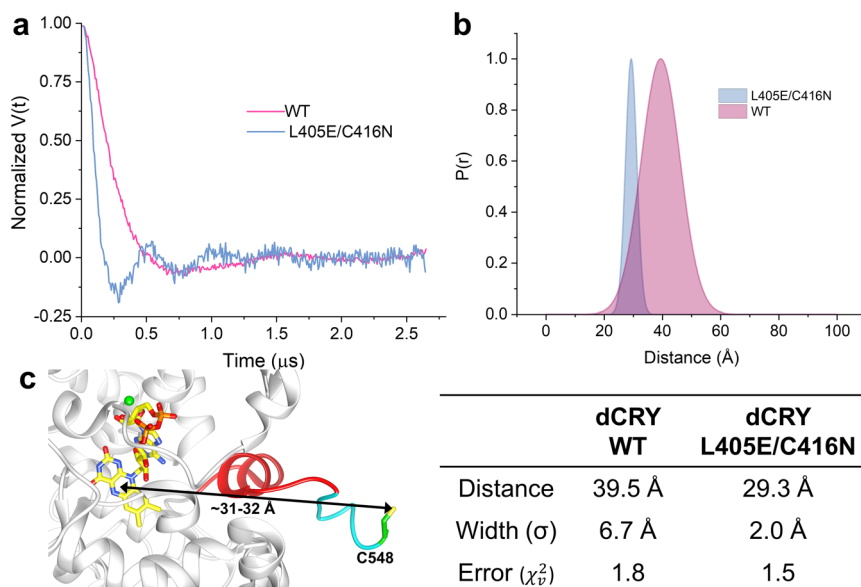 a
Normalized V(t)
1.00
0.75
0.50
0.25
0.00
-0.25
WT
L405E/C416N
0.0 0.5 1.0 1.5 2.0 2.5
Time (μs)
b
P(r)
1.0
0.8
0.6
0.4
0.2
0.0
L405E/C416N
WT
0 20 40 60 80 100
Distance (Å)
c
~31-32 Å
C548
dCRY dCRY
WT L405E/C416N
Distance 39.5 Å 29.3 Å
Width (σ) 6.7 Å 2.0 Å
Error (χ²ᵥ) 1.8 1.5